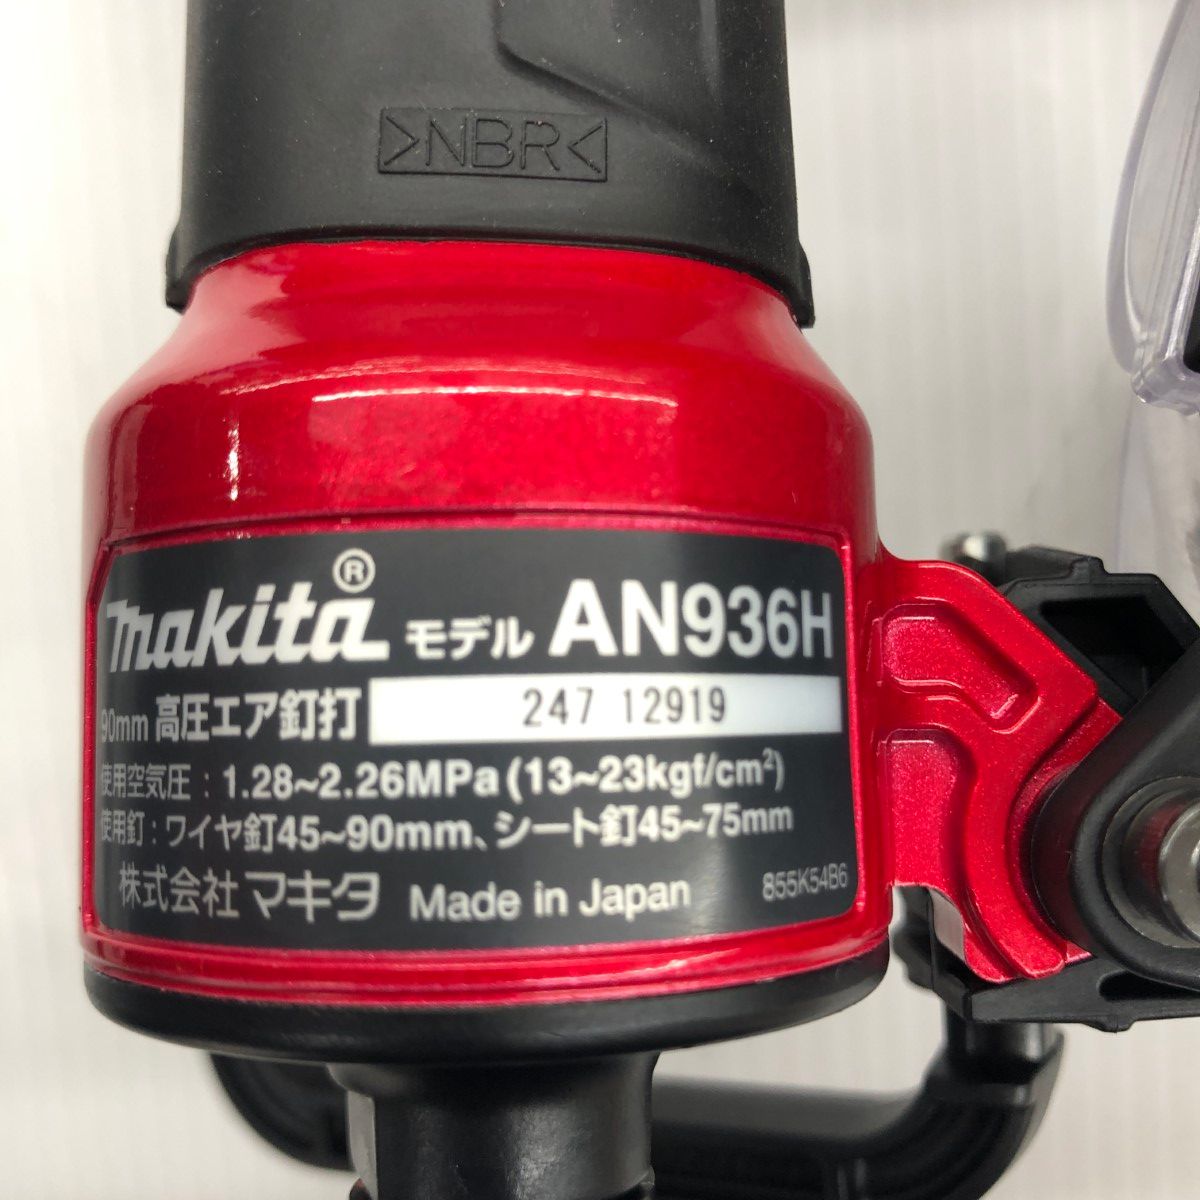 >NBR<
makita® モデル AN936H
90mm 高圧エア釘打 247 12919
使用空気圧：1.28~2.26MPa (13~23kgf/cm²)
使用釘：ワイヤ釘45~90mm、シート釘45~75mm
株式会社 マキタ Made in Japan 855K54B6